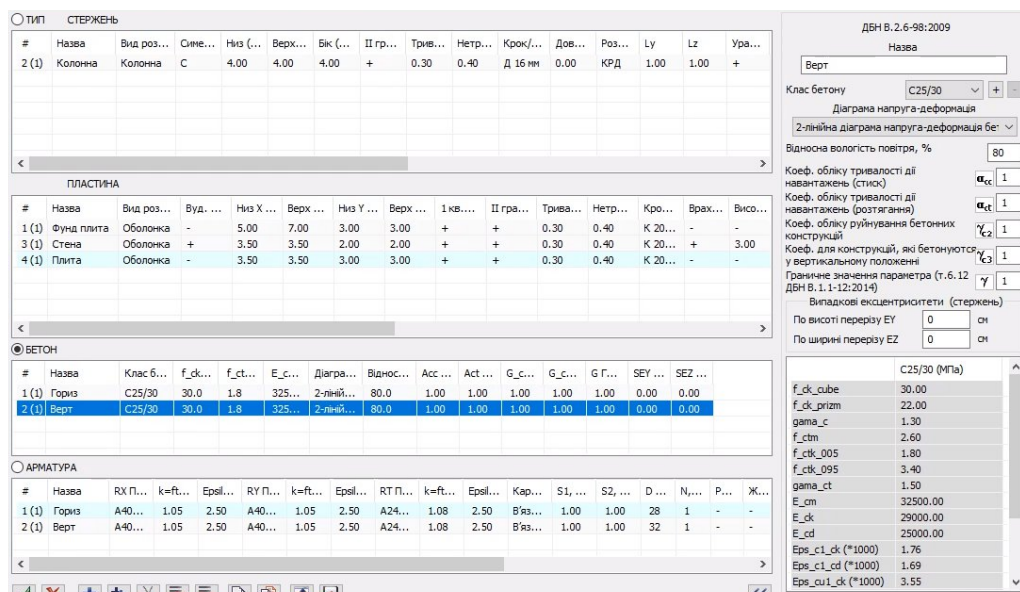 ТИП СТЕРЖЕНЬ
# Назва Вид роз... Симе... Низ (... Верх... Бік (... II гр... Трив... Нетр... Крок/... Дов... Роз... Ly Lz Ура...
2 (1) Колонна Колонна С 4.00 4.00 4.00 + 0.30 0.40 Д 16 мм 0.00 КРД 1.00 1.00 +
ПЛАСТИНА
# Назва Вид роз... Вуд. ... Низ X ... Верх ... Низ Y ... Верх ... 1 кв.... II гра... Трива... Нетр... Кро... Врах... Висо...
1 (1) Фунд плита Оболонка - 5.00 7.00 3.00 3.00 + + 0.30 0.40 К 20... - -
3 (1) Стена Оболонка + 3.50 3.50 2.00 2.00 + + 0.30 0.40 К 20... + 3.00
4 (1) Плита Оболонка - 3.50 3.50 3.00 3.00 + + 0.30 0.40 К 20... - -
БЕТОН
# Назва Клас б... f_ck... f_ct... E_c... Діагра... Віднос... Acc ... Act ... G_c... G_c... G Г... SEY ... SEZ ...
1 (1) Гориз С25/30 30.0 1.8 325... 2-ліній... 80.0 1.00 1.00 1.00 1.00 1.00 0.00 0.00
2 (1) Верт С25/30 30.0 1.8 325... 2-ліній... 80.0 1.00 1.00 1.00 1.00 1.00 0.00 0.00
АРМАТУРА
# Назва RX П... k=ft... Epsil... RY П... k=ft... Epsil... RT П... k=ft... Epsil... Кар... S1, ... S2, ... D ... N,... Р... Ж...
1 (1) Гориз А40... 1.05 2.50 А40... 1.05 2.50 А24... 1.08 2.50 В'яз... 1.00 1.00 28 1 - -
2 (1) Верт А40... 1.05 2.50 А40... 1.05 2.50 А24... 1.08 2.50 В'яз... 1.00 1.00 32 1 - -
ДБН В.2.6-98:2009
Назва
Верт
Клас бетону С25/30 + -
Діаграма напруга-деформація
2-лінійна діаграма напруга-деформація бет
Відносна вологість повітря, % 80
Коеф. обліку тривалості дії
навантажень (стиск) αcc 1
Коеф. обліку тривалості дії
навантажень (розтягання) αct 1
Коеф. обліку руйнування бетонних
конструкцій γc2 1
Коеф. для конструкцій, які бетонуються
у вертикальному положенні γc3 1
Граничне значення параметра (т.6.12
ДБН В.1.1-12:2014) γ 1
Випадкові ексцентриситети (стержень)
По висоті перерізу EY 0 см
По ширині перерізу EZ 0 см
С25/30 (МПа)
f_ck_cube 30.00
f_ck_prizm 22.00
gama_c 1.30
f_ctm 2.60
f_ctk_005 1.80
f_ctk_095 3.40
gama_ct 1.50
E_cm 32500.00
E_ck 29000.00
E_cd 25000.00
Eps_c1_ck (*1000) 1.76
Eps_c1_cd (*1000) 1.69
Eps_cu1_ck (*1000) 3.55